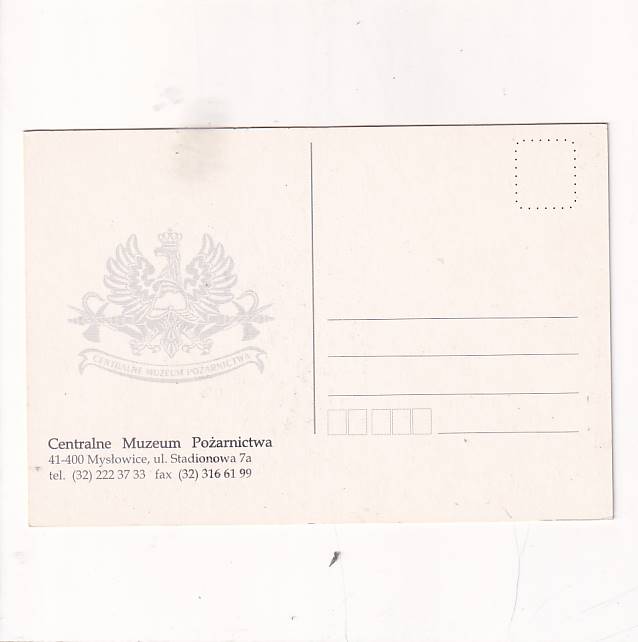 CENTRALNE MUZEUM POŻARNICTWA
Centralne Muzeum Pożarnictwa
41-400 Mysłowice, ul. Stadionowa 7a
tel. (32) 222 37 33 fax (32) 316 61 99